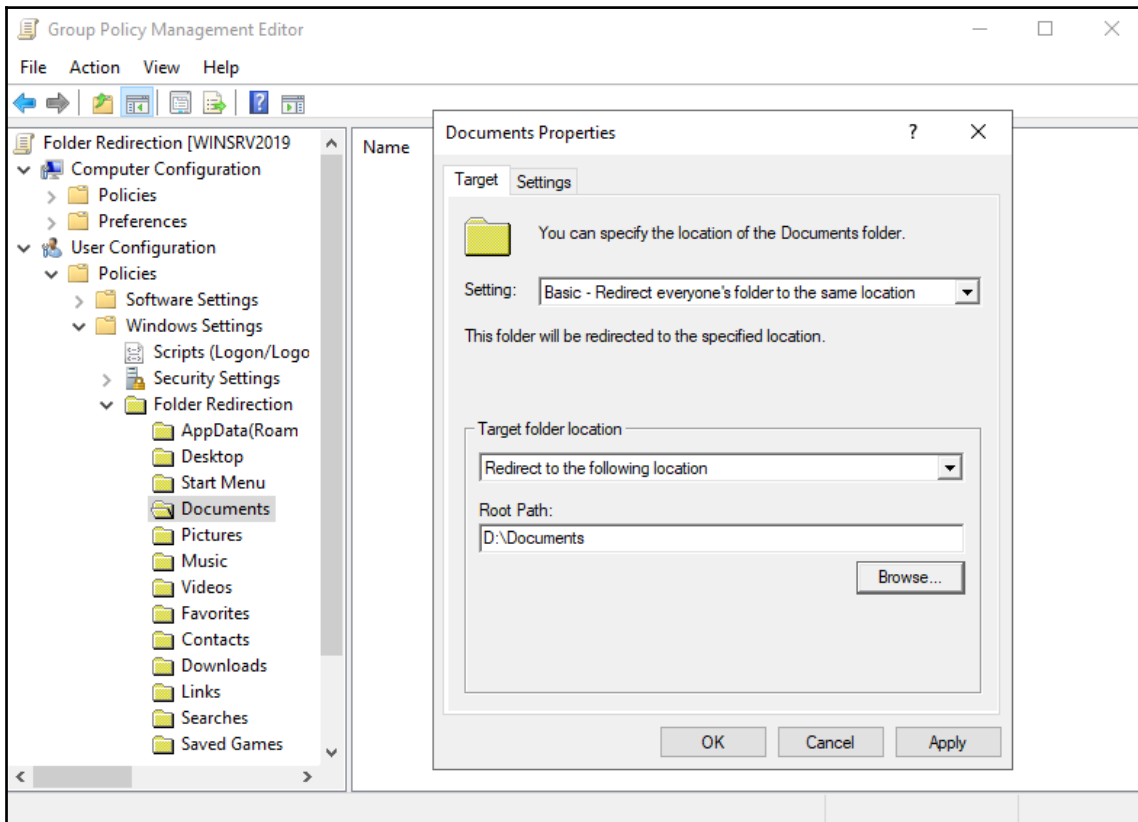 Group Policy Management Editor
File Action View Help
Folder Redirection [WINSRV2019
Computer Configuration
Policies
Preferences
User Configuration
Policies
Software Settings
Windows Settings
Scripts (Logon/Logo
Security Settings
Folder Redirection
AppData(Roam
Desktop
Start Menu
Documents
Pictures
Music
Videos
Favorites
Contacts
Downloads
Links
Searches
Saved Games
Name
Documents Properties
Target Settings
You can specify the location of the Documents folder.
Setting: Basic - Redirect everyone's folder to the same location
This folder will be redirected to the specified location.
Target folder location
Redirect to the following location
Root Path:
D:\Documents
Browse...
OK Cancel Apply